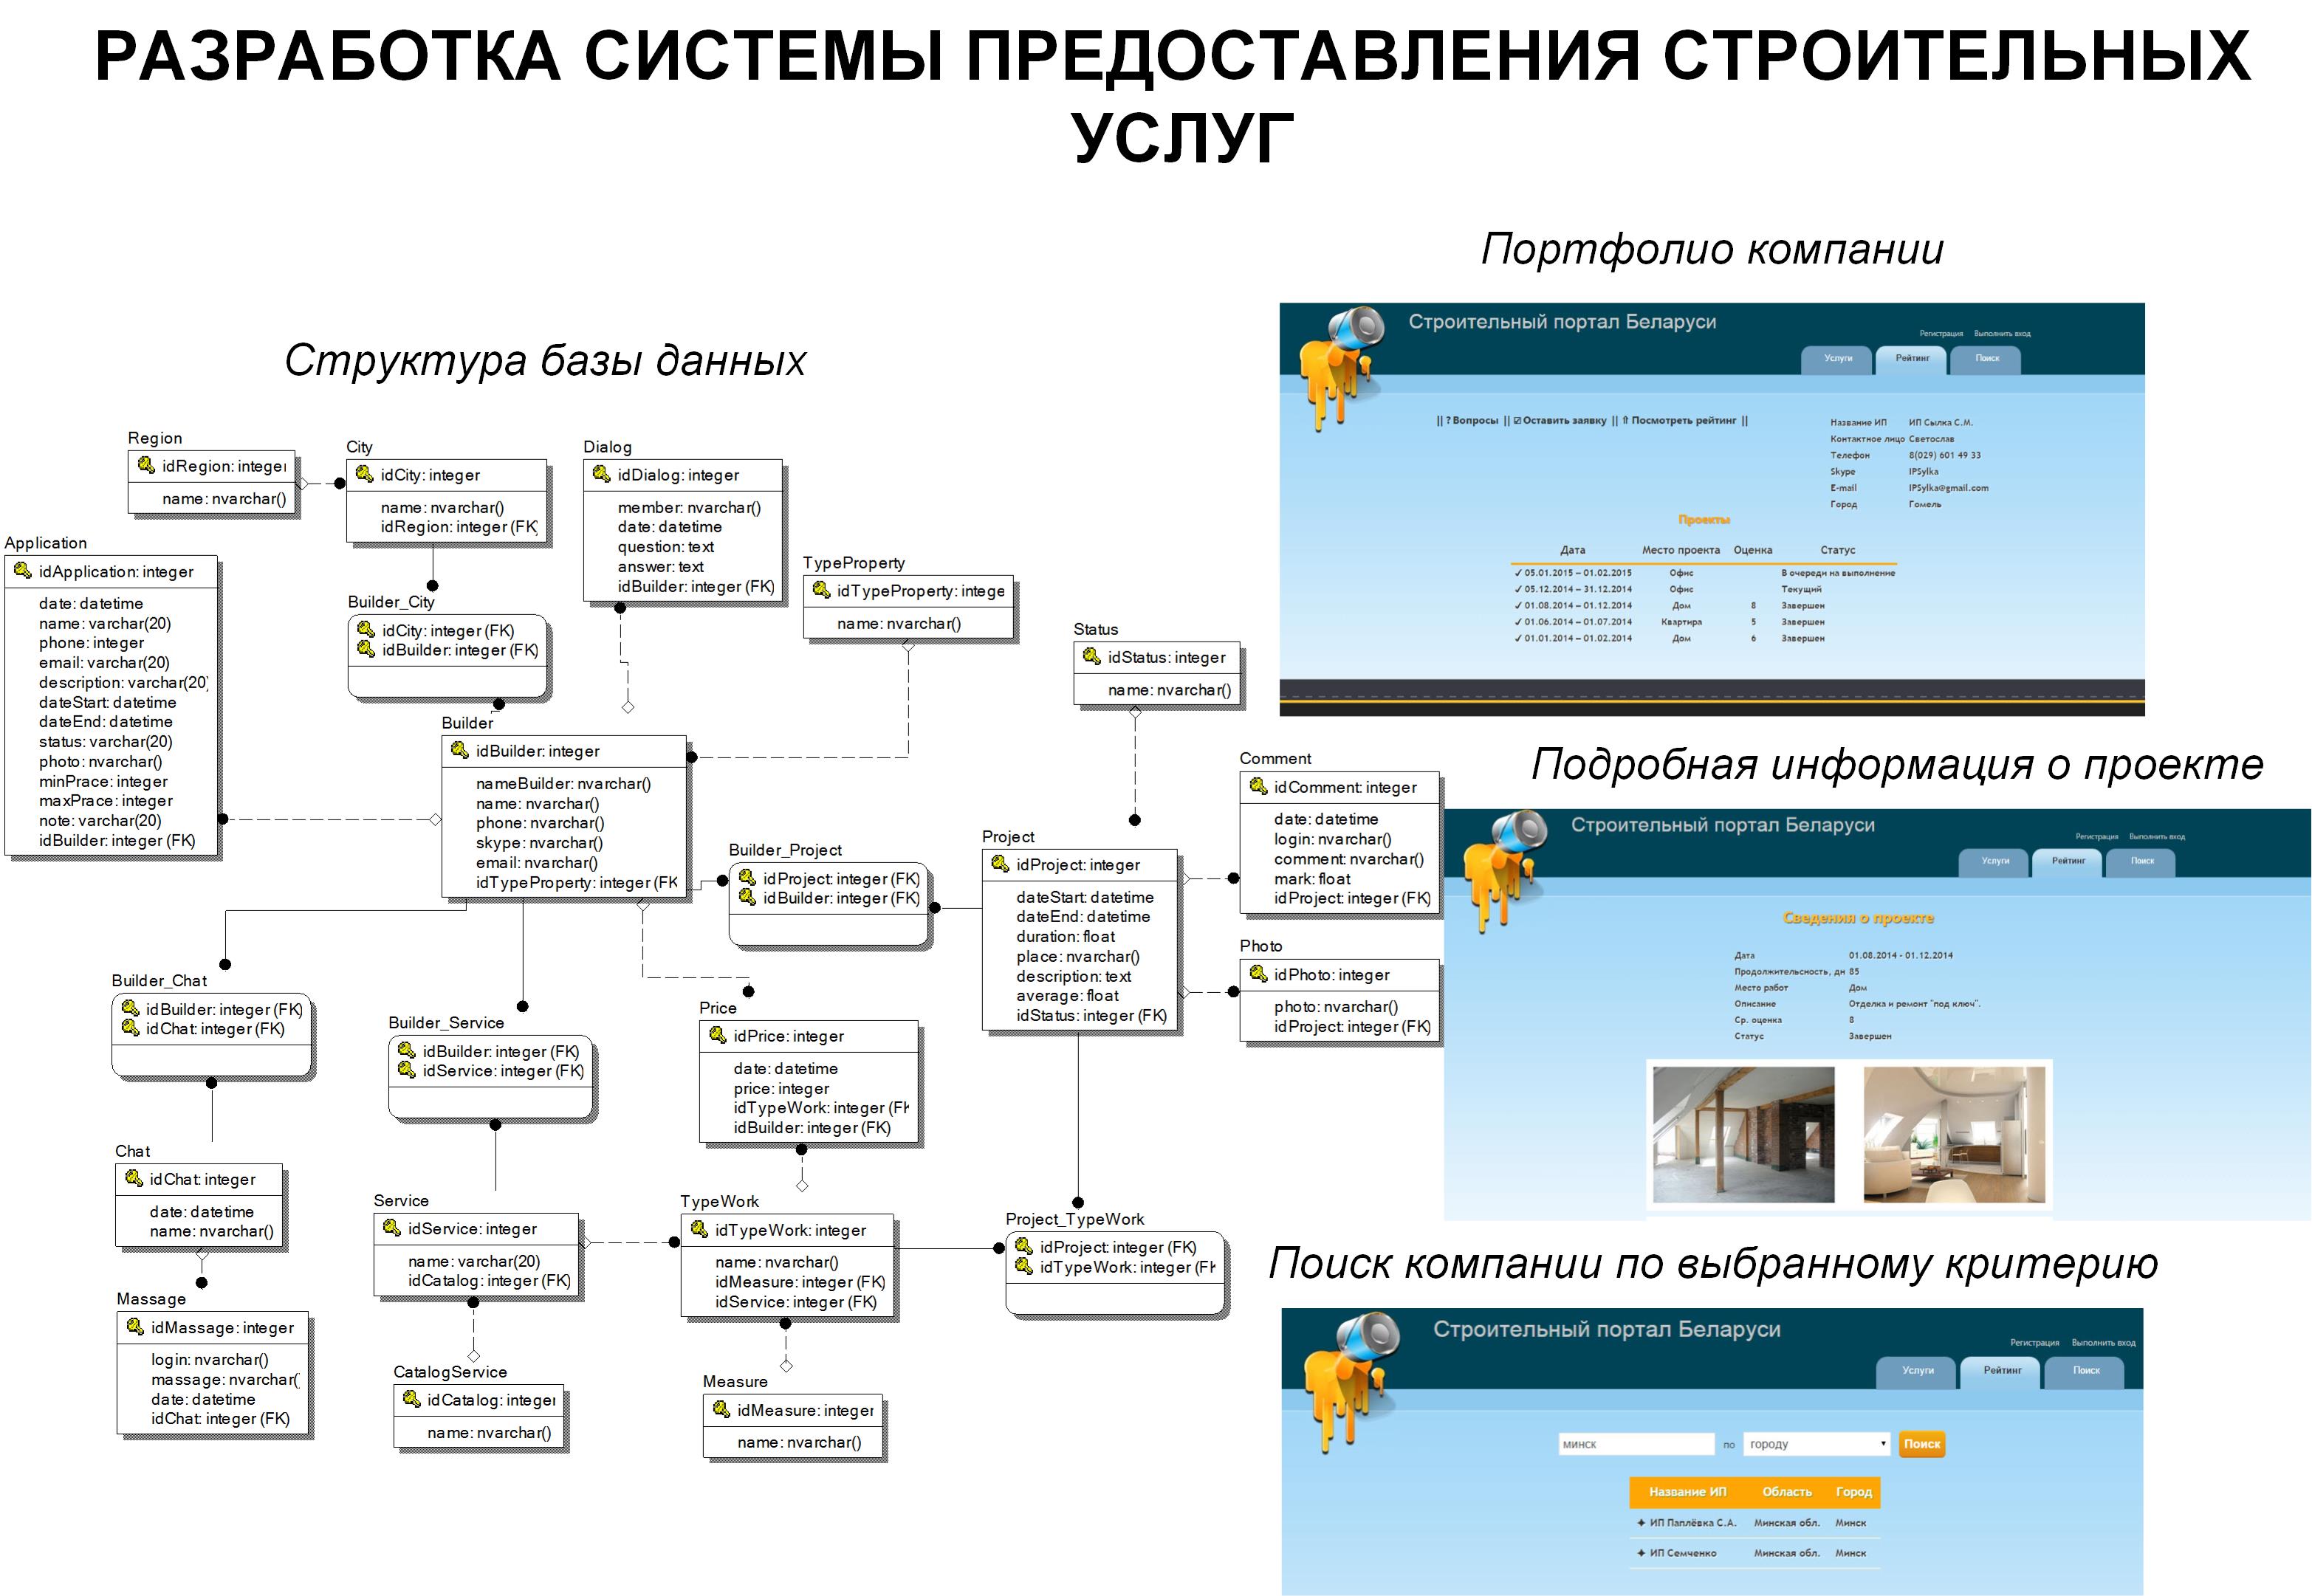 РАЗРАБОТКА СИСТЕМЫ ПРЕДОСТАВЛЕНИЯ СТРОИТЕЛЬНЫХ
УСЛУГ
Структура базы данных
Region
idRegion: integer
name: nvarchar()
City
idCity: integer
name: nvarchar()
idRegion: integer (FK)
Dialog
idDialog: integer
member: nvarchar()
date: datetime
question: text
answer: text
idBuilder: integer (FK)
Application
idApplication: integer
date: datetime
name: varchar(20)
phone: integer
email: varchar(20)
description: varchar(20)
dateStart: datetime
dateEnd: datetime
status: varchar(20)
photo: nvarchar()
minPrace: integer
maxPrace: integer
note: varchar(20)
idBuilder: integer (FK)
Builder_City
idCity: integer (FK)
idBuilder: integer (FK)
TypeProperty
idTypeProperty: intege
name: nvarchar()
Status
idStatus: integer
name: nvarchar()
Builder
idBuilder: integer
nameBuilder: nvarchar()
name: nvarchar()
phone: nvarchar()
skype: nvarchar()
email: nvarchar()
idTypeProperty: integer (FK
Builder_Project
idProject: integer (FK)
idBuilder: integer (FK)
Project
idProject: integer
dateStart: datetime
dateEnd: datetime
duration: float
place: nvarchar()
description: text
average: float
idStatus: integer (FK)
Comment
idComment: integer
date: datetime
login: nvarchar()
comment: nvarchar()
mark: float
idProject: integer (FK)
Photo
idPhoto: integer
photo: nvarchar()
idProject: integer (FK)
Builder_Chat
idBuilder: integer (FK)
idChat: integer (FK)
Builder_Service
idBuilder: integer (FK)
idService: integer (FK)
Price
idPrice: integer
date: datetime
price: integer
idTypeWork: integer (FK
idBuilder: integer (FK)
Chat
idChat: integer
date: datetime
name: nvarchar()
Service
idService: integer
name: varchar(20)
idCatalog: integer (FK)
TypeWork
idTypeWork: integer
name: nvarchar()
idMeasure: integer (FK)
idService: integer (FK)
Project_TypeWork
idProject: integer (FK)
idTypeWork: integer (FK
Massage
idMassage: integer
login: nvarchar()
massage: nvarchar(
date: datetime
idChat: integer (FK)
CatalogService
idCatalog: integer
name: nvarchar()
Measure
idMeasure: integer
name: nvarchar()
Портфолио компании
Строительный портал Беларуси
Регистрация Выполнить вход
Услуги Рейтинг Поиск
|| ? Вопросы || ☑ Оставить заявку || ⇑ Посмотреть рейтинг ||
Название ИП ИП Сылка С.М.
Контактное лицо Светослав
Телефон 8(029) 601 49 33
Skype IPSylka
E-mail IPSylka@gmail.com
Город Гомель
Проекты
Дата Место проекта Оценка Статус
✓ 05.01.2015 – 01.02.2015 Офис В очереди на выполнение
✓ 05.12.2014 – 31.12.2014 Офис Текущий
✓ 01.08.2014 – 01.12.2014 Дом 8 Завершен
✓ 01.06.2014 – 01.07.2014 Квартира 5 Завершен
✓ 01.01.2014 – 01.02.2014 Дом 6 Завершен
Подробная информация о проекте
Строительный портал Беларуси
Регистрация Выполнить вход
Услуги Рейтинг Поиск
Сведения о проекте
Дата 01.08.2014 - 01.12.2014
Продолжительсность, дн 85
Место работ Дом
Описание Отделка и ремонт "под ключ".
Ср. оценка 8
Статус Завершен
Поиск компании по выбранному критерию
Строительный портал Беларуси
Регистрация Выполнить вход
Услуги Рейтинг Поиск
минск по городу Поиск
Название ИП Область Город
✦ ИП Паплёвка С.А. Минская обл. Минск
✦ ИП Семченко Минская обл. Минск